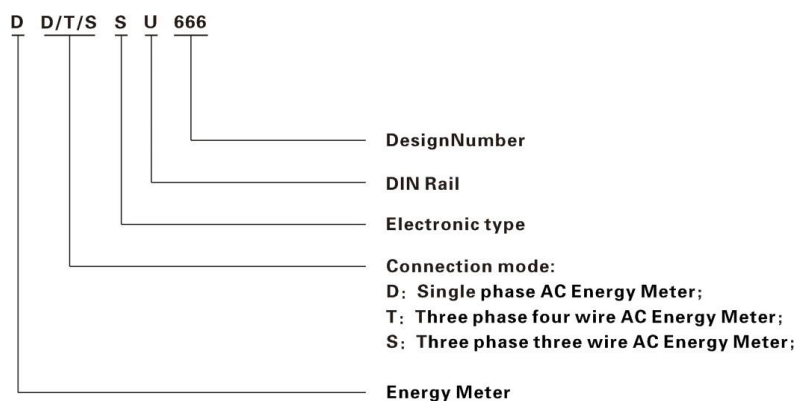 D D/T/S S U 666
DesignNumber
DIN Rail
Electronic type
Connection mode:
D: Single phase AC Energy Meter;
T: Three phase four wire AC Energy Meter;
S: Three phase three wire AC Energy Meter;
Energy Meter